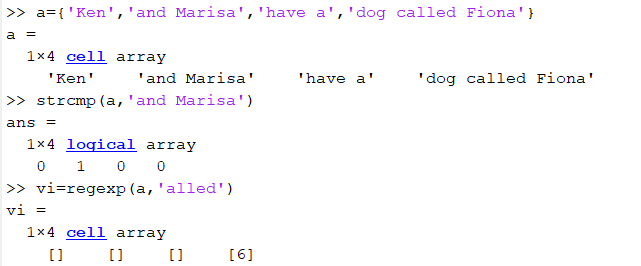 >> a={'Ken','and Marisa','have a','dog called Fiona'}
a =
1×4 cell array
'Ken' 'and Marisa' 'have a' 'dog called Fiona'
>> strcmp(a,'and Marisa')
ans =
1×4 logical array
0 1 0 0
>> vi=regexp(a,'alled')
vi =
1×4 cell array
[] [] [] [6]